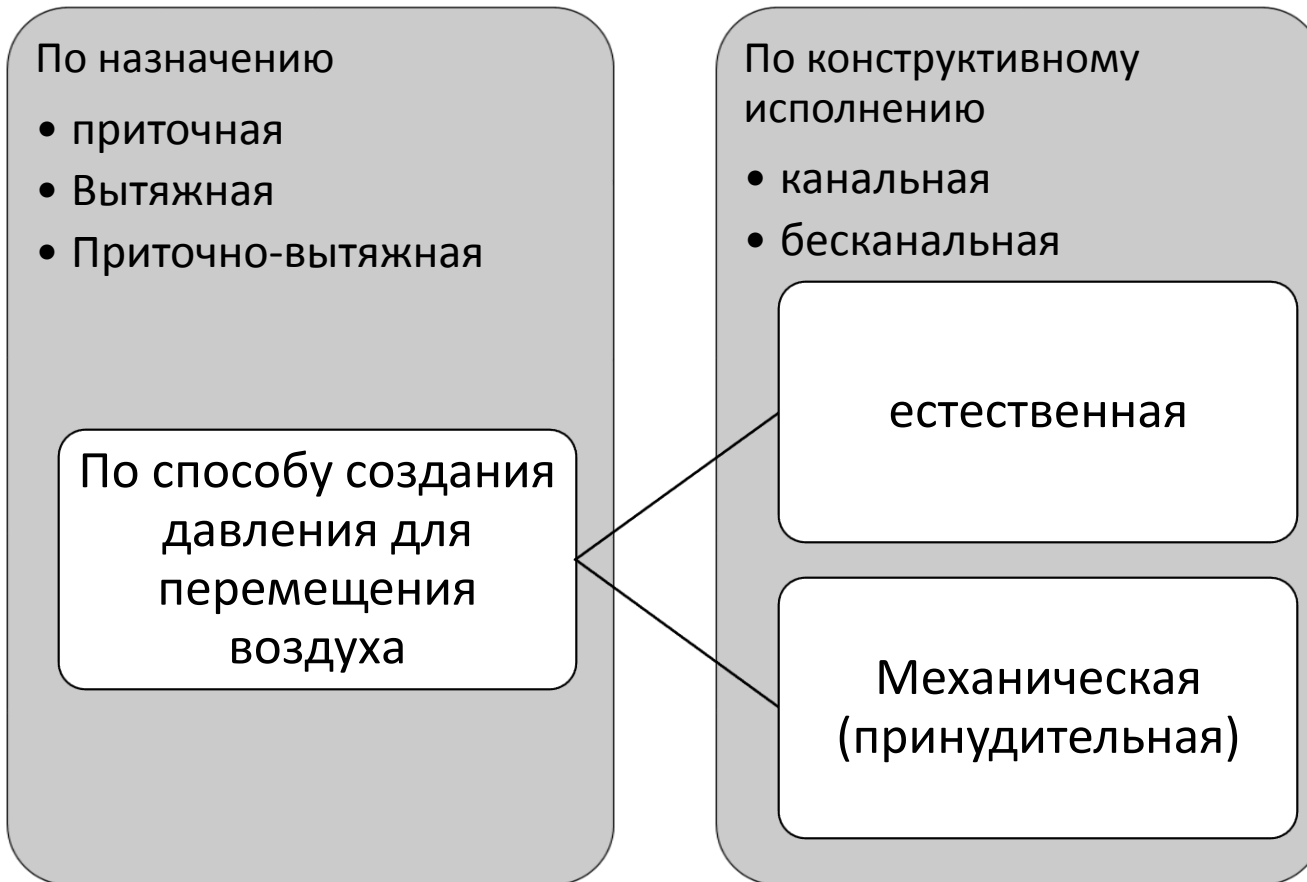 По назначению
• приточная
• Вытяжная
• Приточно-вытяжная
По способу создания
давления для
перемещения
воздуха
По конструктивному
исполнению
• канальная
• бесканальная
естественная
Механическая
(принудительная)